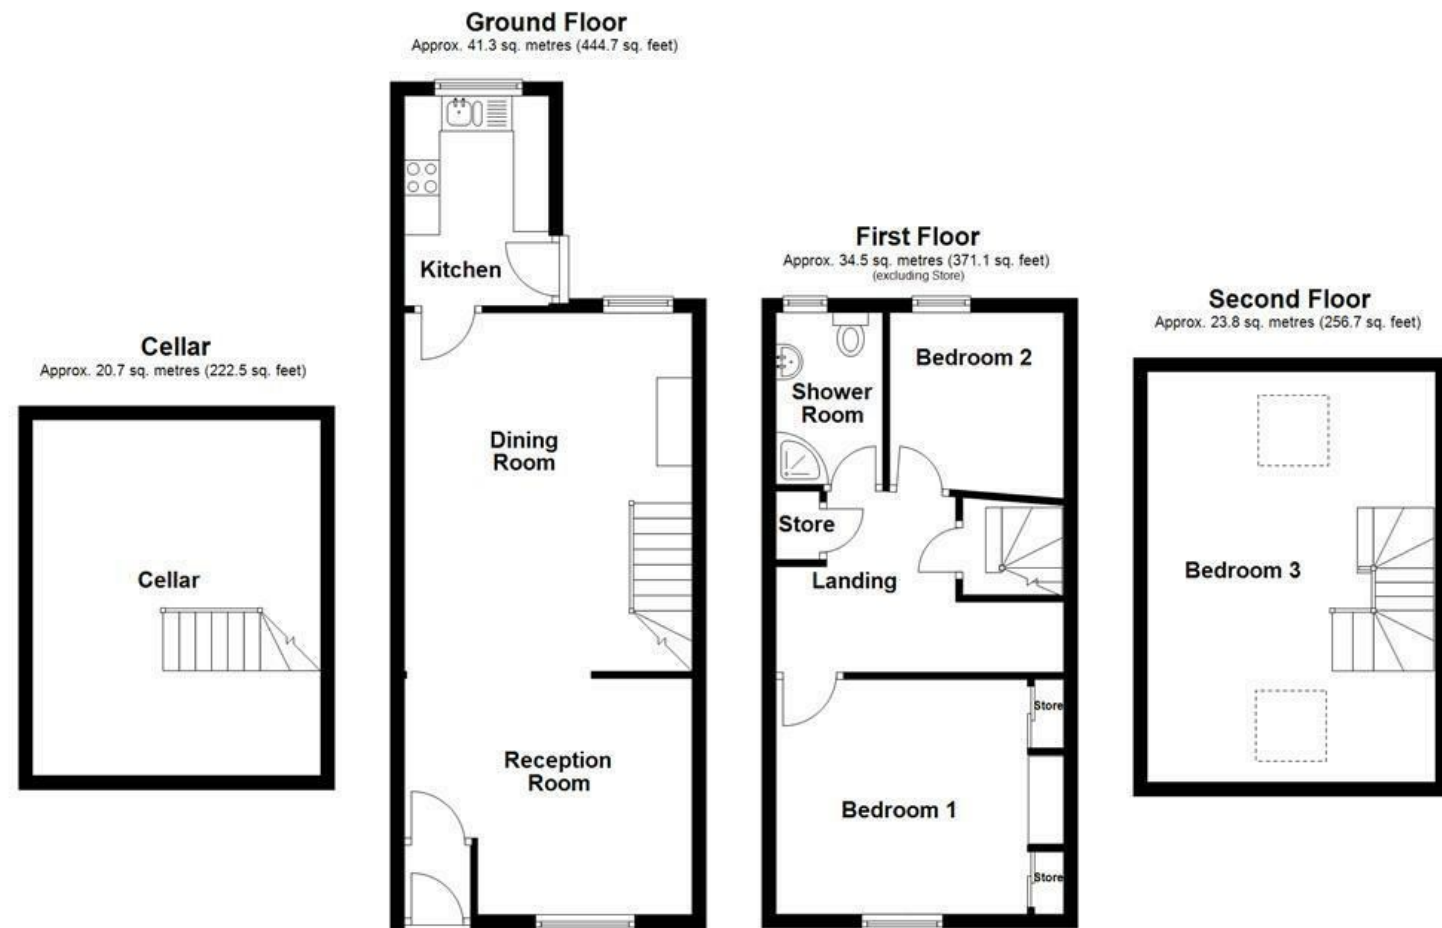 Ground Floor
Approx. 41.3 sq. metres (444.7 sq. feet)
Kitchen
Dining
Room
Reception
Room
First Floor
Approx. 34.5 sq. metres (371.1 sq. feet)
(excluding Store)
Bedroom 2
Shower
Room
Store
Landing
Store
Bedroom 1
Store
Second Floor
Approx. 23.8 sq. metres (256.7 sq. feet)
Bedroom 3
Cellar
Approx. 20.7 sq. metres (222.5 sq. feet)
Cellar